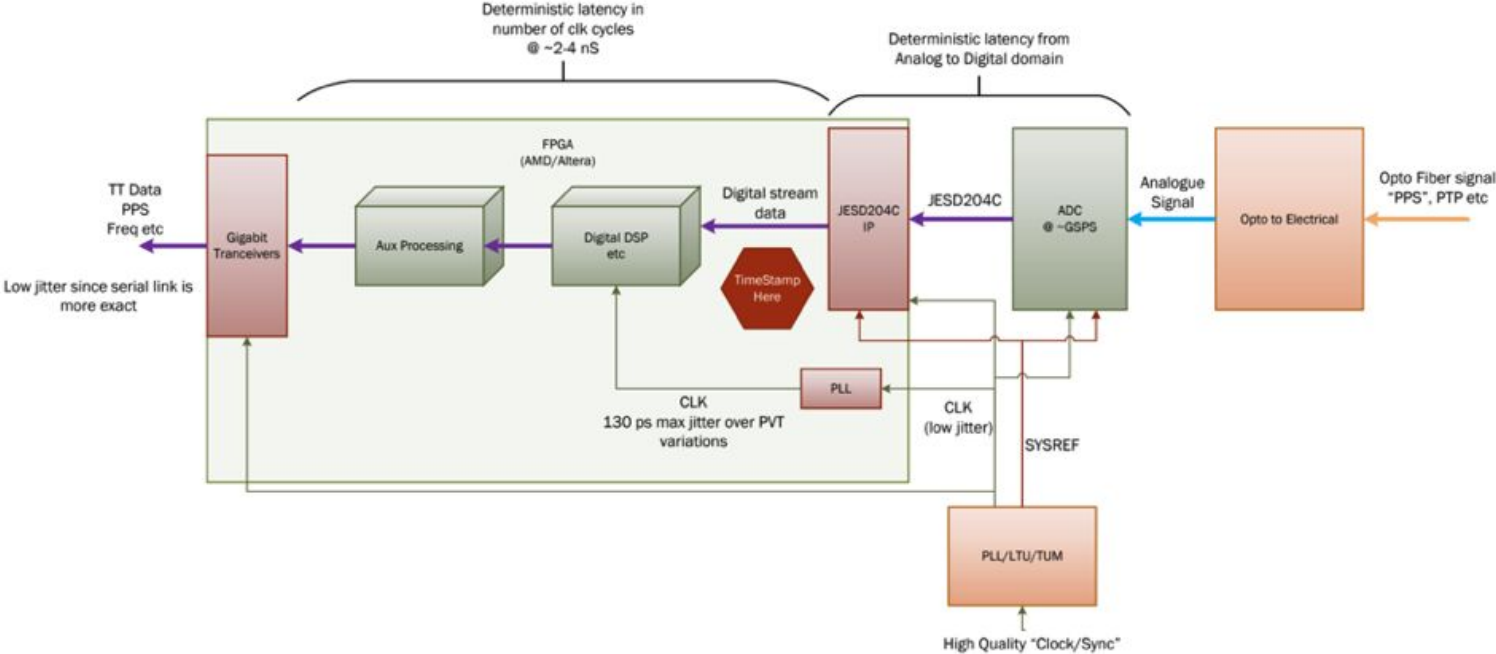 Deterministic latency in
number of clk cycles
@ ~2-4 nS
Deterministic latency from
Analog to Digital domain
FPGA
(AMD/Altera)
TT Data
PPS
Freq etc
Low jitter since serial link is
more exact
Gigabit
Tranceivers
Aux Processing
Digital DSP
etc
Digital stream
data
TimeStamp
Here
JESD204C
IP
JESD204C
ADC
@ ~GSPS
Analogue
Signal
Opto to Electrical
Opto Fiber signal
“PPS”, PTP etc
PLL
CLK
130 ps max jitter over PVT
variations
CLK
(low jitter)
SYSREF
PLL/LTU/TUM
High Quality “Clock/Sync”